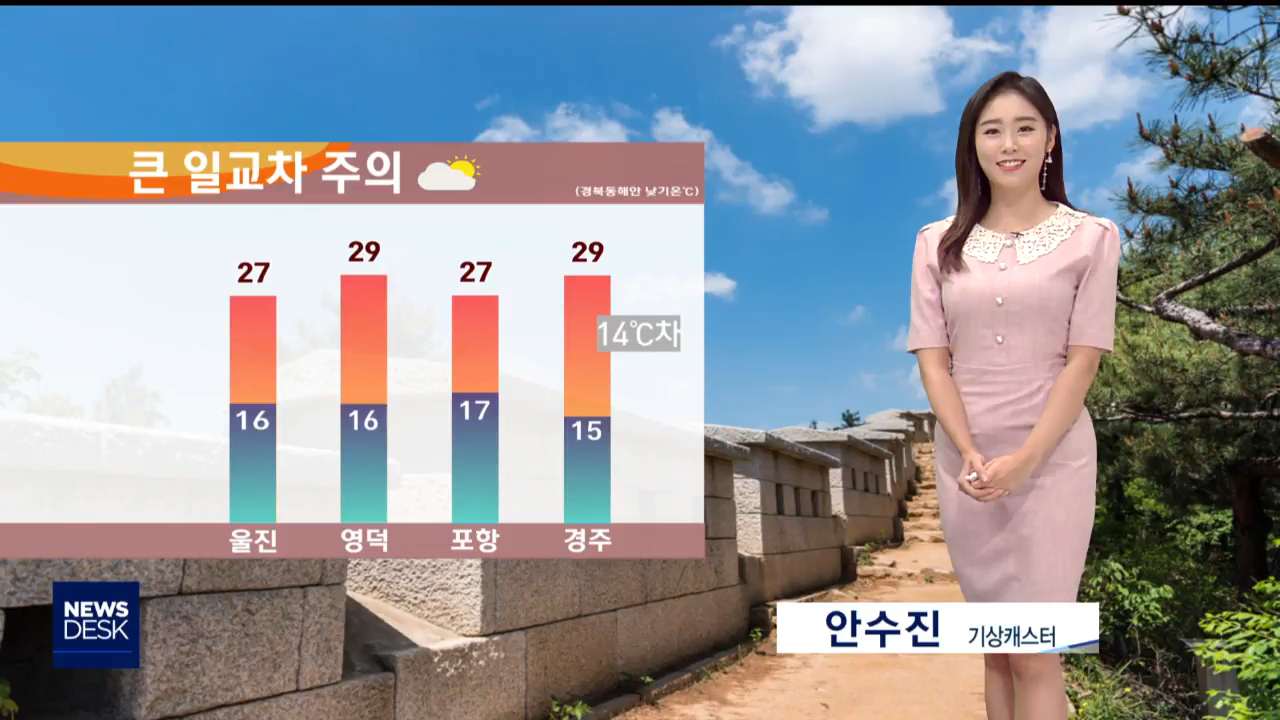 큰 일교차 주의
(경북동해안 낮기온℃)
27
29
27
29
14℃차
16
16
17
15
울진
영덕
포항
경주
NEWS
DESK
안수진 기상캐스터